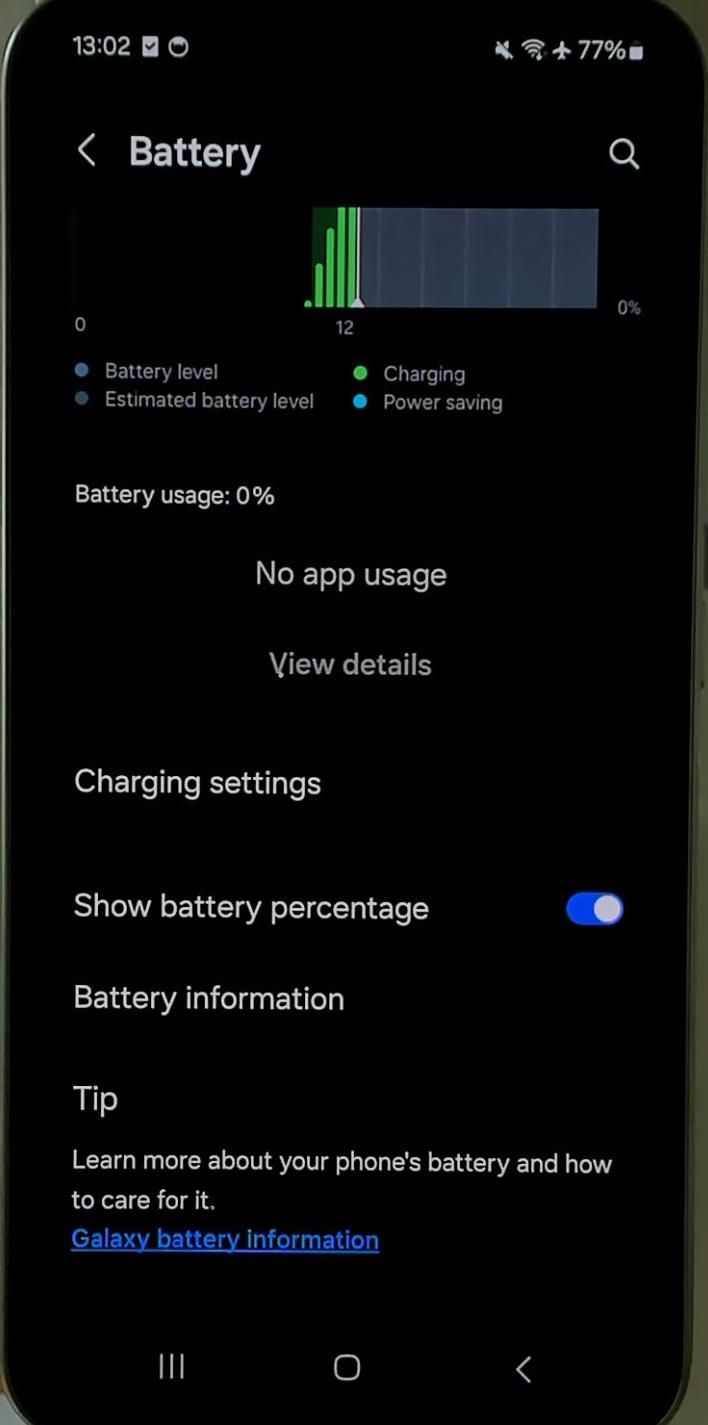 13:02 77%
Battery
0%
0 12
Battery level Charging
Estimated battery level Power saving
Battery usage: 0%
No app usage
View details
Charging settings
Show battery percentage
Battery information
Tip
Learn more about your phone's battery and how
to care for it.
Galaxy battery information